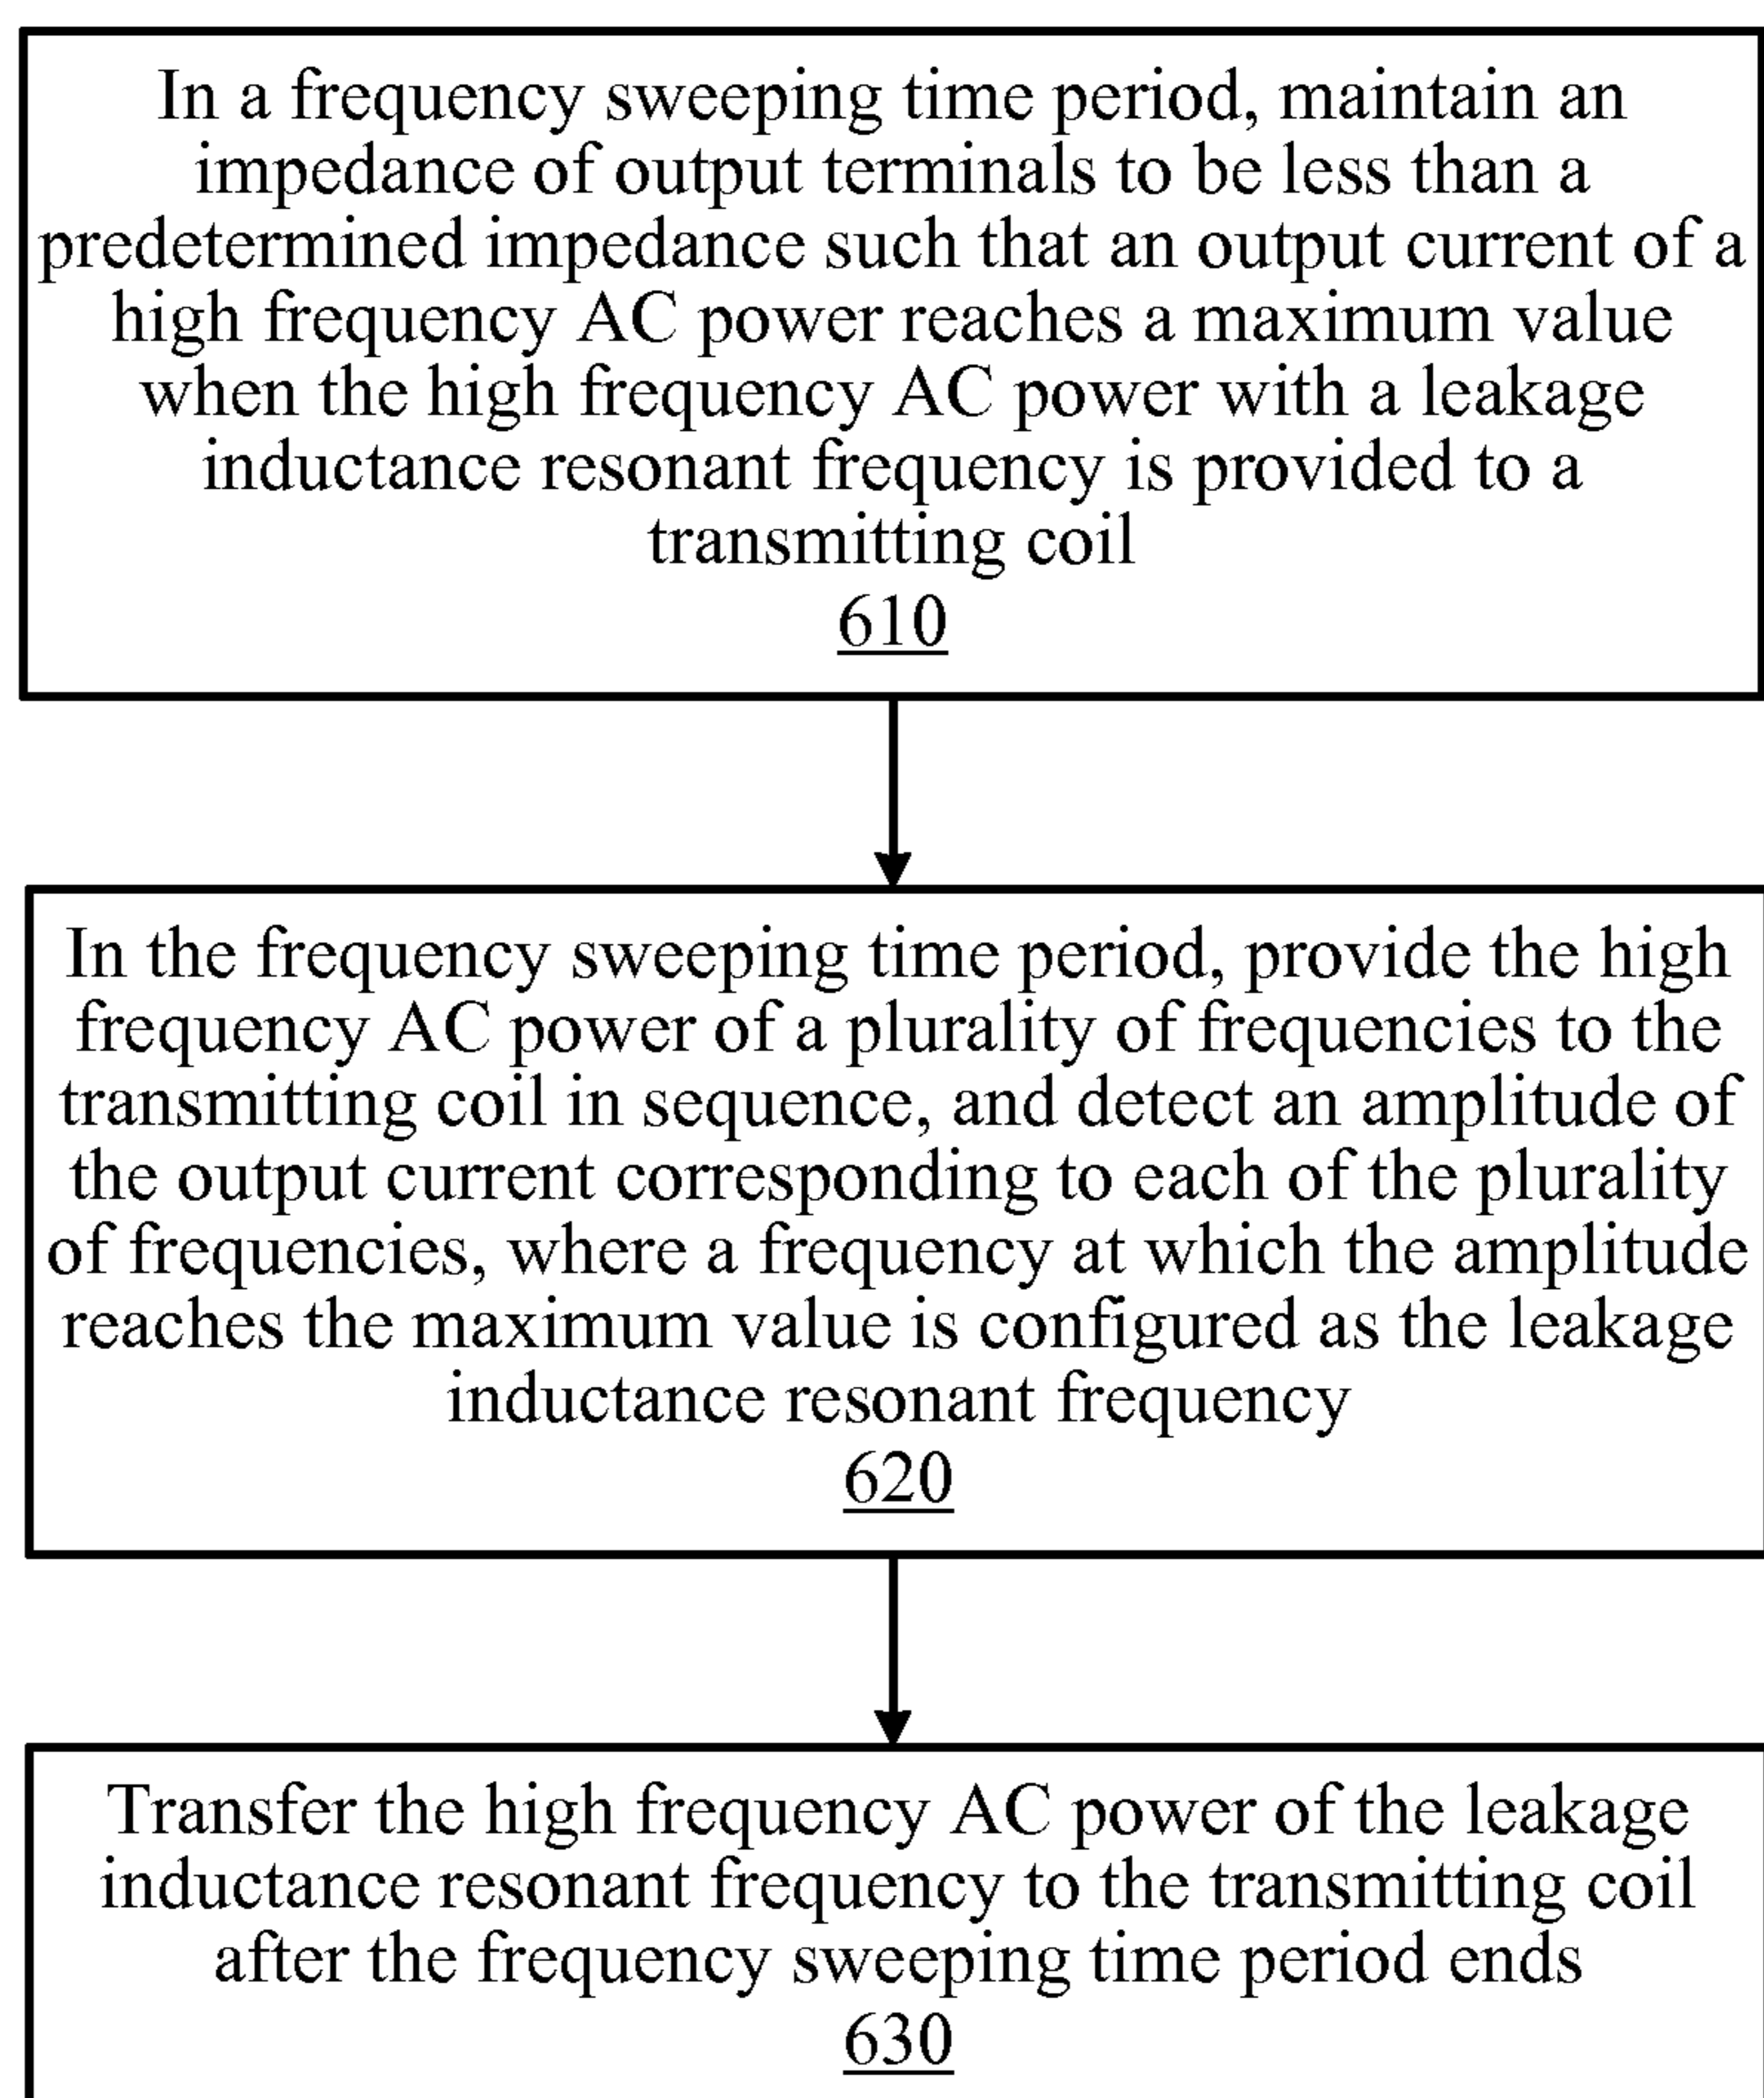 In a frequency sweeping time period, maintain an
impedance of output terminals to be less than a
predetermined impedance such that an output current of a
high frequency AC power reaches a maximum value
when the high frequency AC power with a leakage
inductance resonant frequency is provided to a
transmitting coil
610
In the frequency sweeping time period, provide the high
frequency AC power of a plurality of frequencies to the
transmitting coil in sequence, and detect an amplitude of
the output current corresponding to each of the plurality
of frequencies, where a frequency at which the amplitude
reaches the maximum value is configured as the leakage
inductance resonant frequency
620
Transfer the high frequency AC power of the leakage
inductance resonant frequency to the transmitting coil
after the frequency sweeping time period ends
630